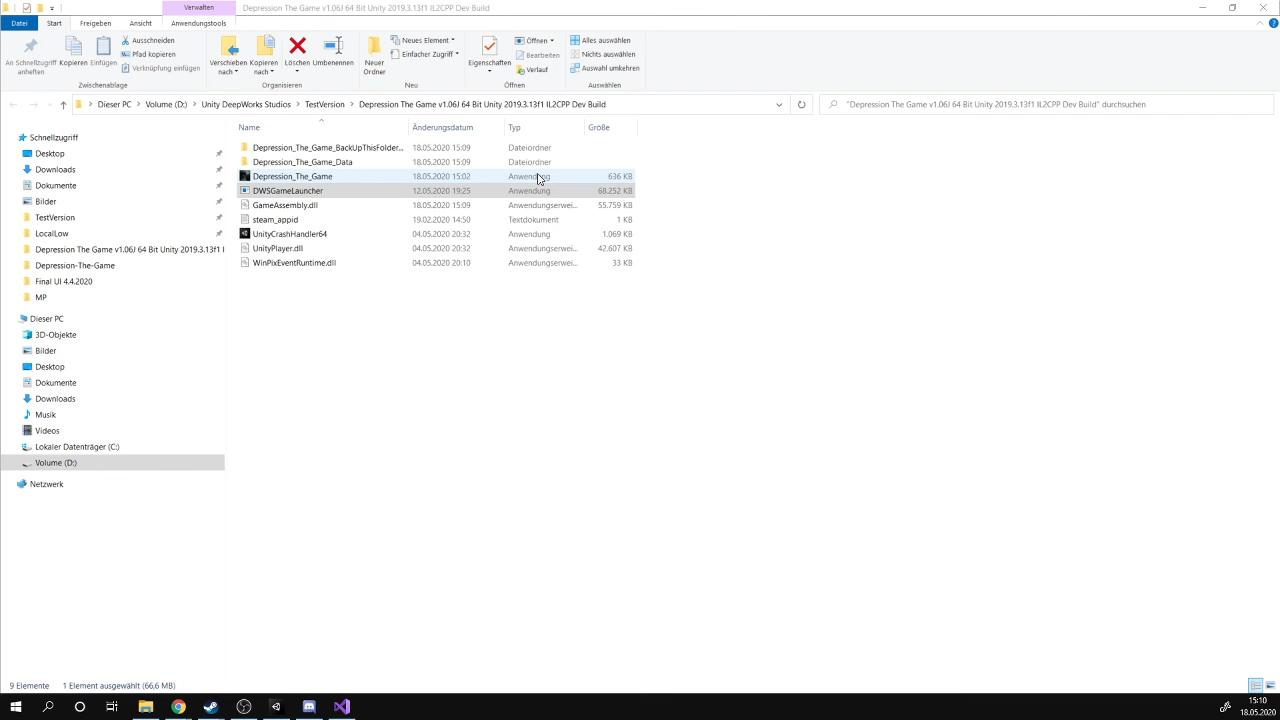 Verwalten
Depression The Game v1.06J 64 Bit Unity 2019.3.13f1 IL2CPP Dev Build
Datei
Start
Freigeben
Ansicht
Anwendungstools
An Schnellzugriff anheften
Kopieren
Einfügen
Ausschneiden
Pfad kopieren
Verknüpfung einfügen
Zwischenablage
Verschieben nach
Kopieren nach
Löschen
Umbenennen
Organisieren
Neuer Ordner
Neues Element
Einfacher Zugriff
Neu
Eigenschaften
Öffnen
Bearbeiten
Verlauf
Öffnen
Alles auswählen
Nichts auswählen
Auswahl umkehren
Auswählen
Dieser PC
Volume (D:)
Unity DeepWorks Studios
TestVersion
Depression The Game v1.06J 64 Bit Unity 2019.3.13f1 IL2CPP Dev Build
"Depression The Game v1.06J 64 Bit Unity 2019.3.13f1 IL2CPP Dev Build" durchsuchen
Schnellzugriff
Desktop
Downloads
Dokumente
Bilder
TestVersion
LocalLow
Depression The Game v1.06J 64 Bit Unity 2019.3.13f1 I
Depression-The-Game
Final UI 4.4.2020
MP
Dieser PC
3D-Objekte
Bilder
Desktop
Dokumente
Downloads
Musik
Videos
Lokaler Datenträger (C:)
Volume (D:)
Netzwerk
Name Änderungsdatum Typ Größe
Depression_The_Game_BackUpThisFolder... 18.05.2020 15:09 Dateiordner
Depression_The_Game_Data 18.05.2020 15:09 Dateiordner
Depression_The_Game 18.05.2020 15:02 Anwendung 636 KB
DWSGameLauncher 12.05.2020 19:25 Anwendung 68.252 KB
GameAssembly.dll 18.05.2020 15:09 Anwendungserwei... 55.759 KB
steam_appid 19.02.2020 14:50 Textdokument 1 KB
UnityCrashHandler64 04.05.2020 20:32 Anwendung 1.069 KB
UnityPlayer.dll 04.05.2020 20:32 Anwendungserwei... 42.607 KB
WinPixEventRuntime.dll 04.05.2020 20:10 Anwendungserwei... 33 KB
9 Elemente
1 Element ausgewählt (66,6 MB)
15:10
18.05.2020